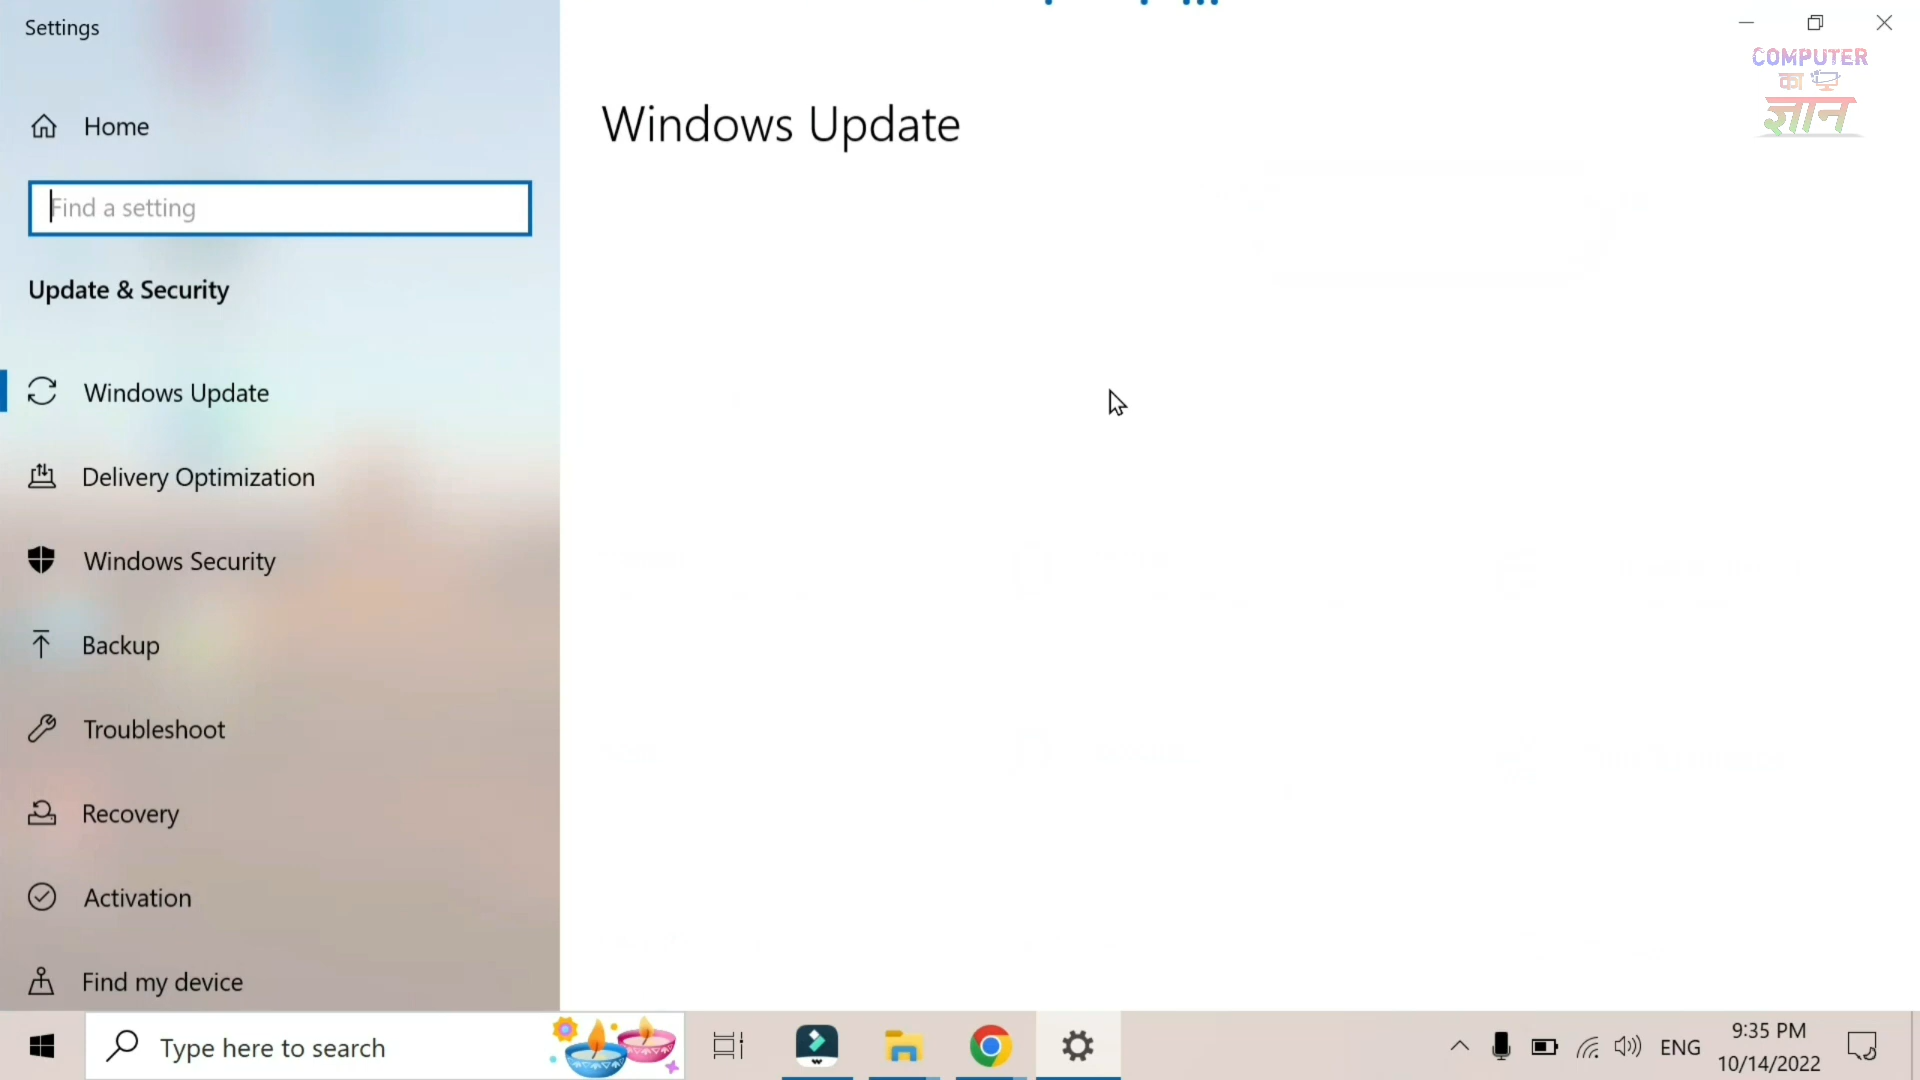 Settings
COMPUTER
का
ज्ञान
Home
Find a setting
Update & Security
Windows Update
Delivery Optimization
Windows Security
Backup
Troubleshoot
Recovery
Activation
Find my device
Windows Update
Type here to search
ENG
9:35 PM
10/14/2022